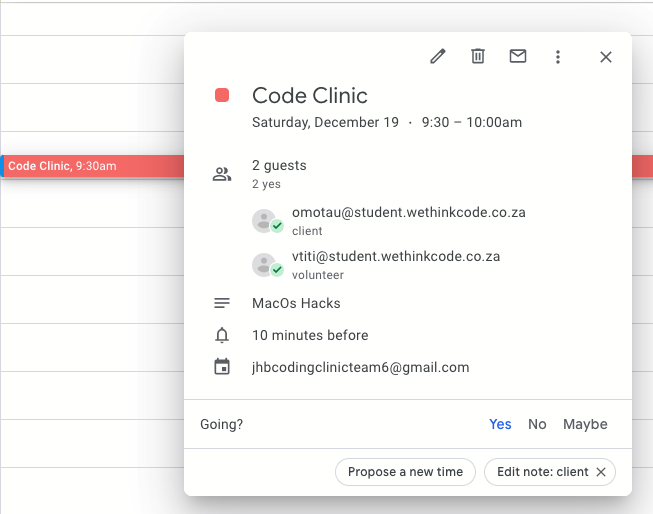 Code Clinic
Saturday, December 19 · 9:30 – 10:00am
Code Clinic, 9:30am
2 guests
2 yes
omotau@student.wethinkcode.co.za
client
vtiti@student.wethinkcode.co.za
volunteer
MacOs Hacks
10 minutes before
jhbcodingclinicteam6@gmail.com
Going? Yes No Maybe
Propose a new time Edit note: client